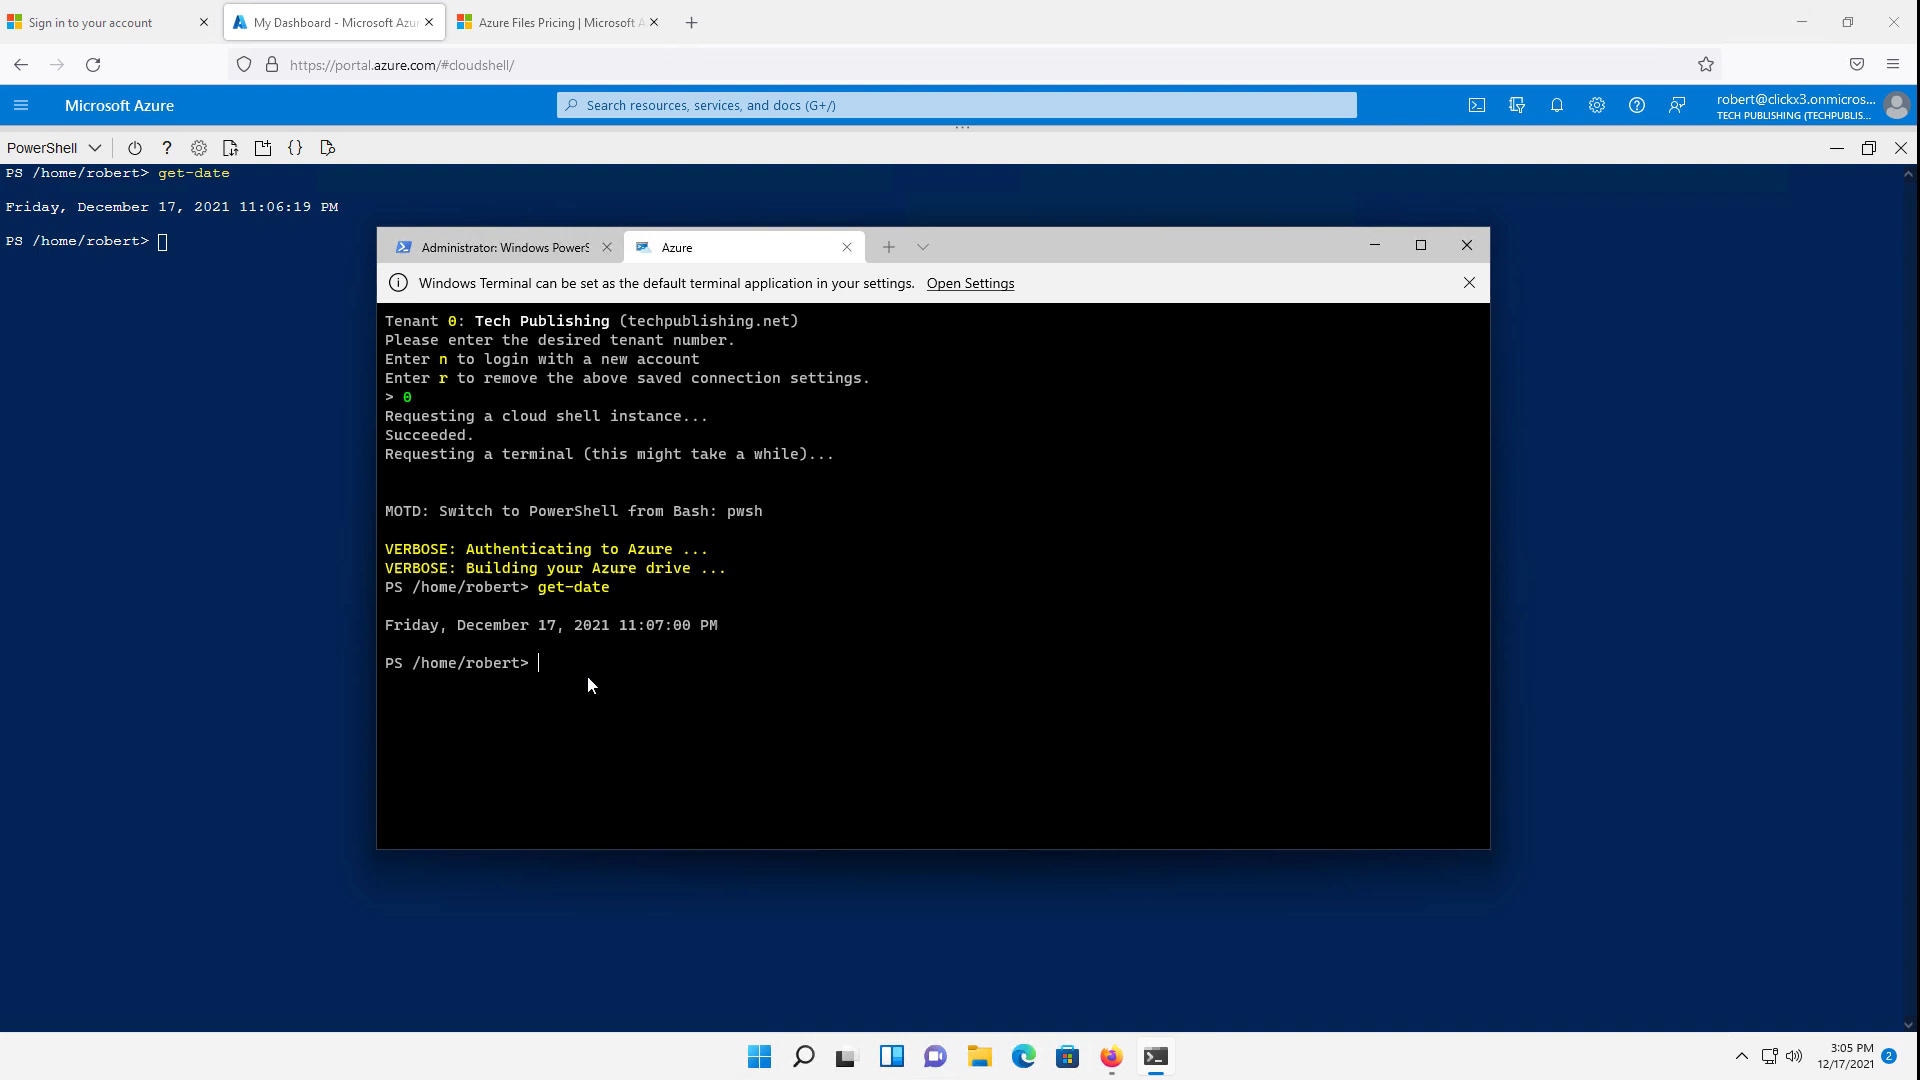 Sign in to your account
My Dashboard - Microsoft Azu
Azure Files Pricing | Microsoft A
https://portal.azure.com/#cloudshell/
Microsoft Azure
Search resources, services, and docs (G+/)
robert@clickx3.onmicros...
TECH PUBLISHING (TECHPUBLIS...
PowerShell
PS /home/robert> get-date
Friday, December 17, 2021 11:06:19 PM
PS /home/robert>
Administrator: Windows PowerS
Azure
Windows Terminal can be set as the default terminal application in your settings. Open Settings
Tenant 0: Tech Publishing (techpublishing.net)
Please enter the desired tenant number.
Enter n to login with a new account
Enter r to remove the above saved connection settings.
> 0
Requesting a cloud shell instance...
Succeeded.
Requesting a terminal (this might take a while)...
MOTD: Switch to PowerShell from Bash: pwsh
VERBOSE: Authenticating to Azure ...
VERBOSE: Building your Azure drive ...
PS /home/robert> get-date
Friday, December 17, 2021 11:07:00 PM
PS /home/robert>
3:05 PM
12/17/2021
2